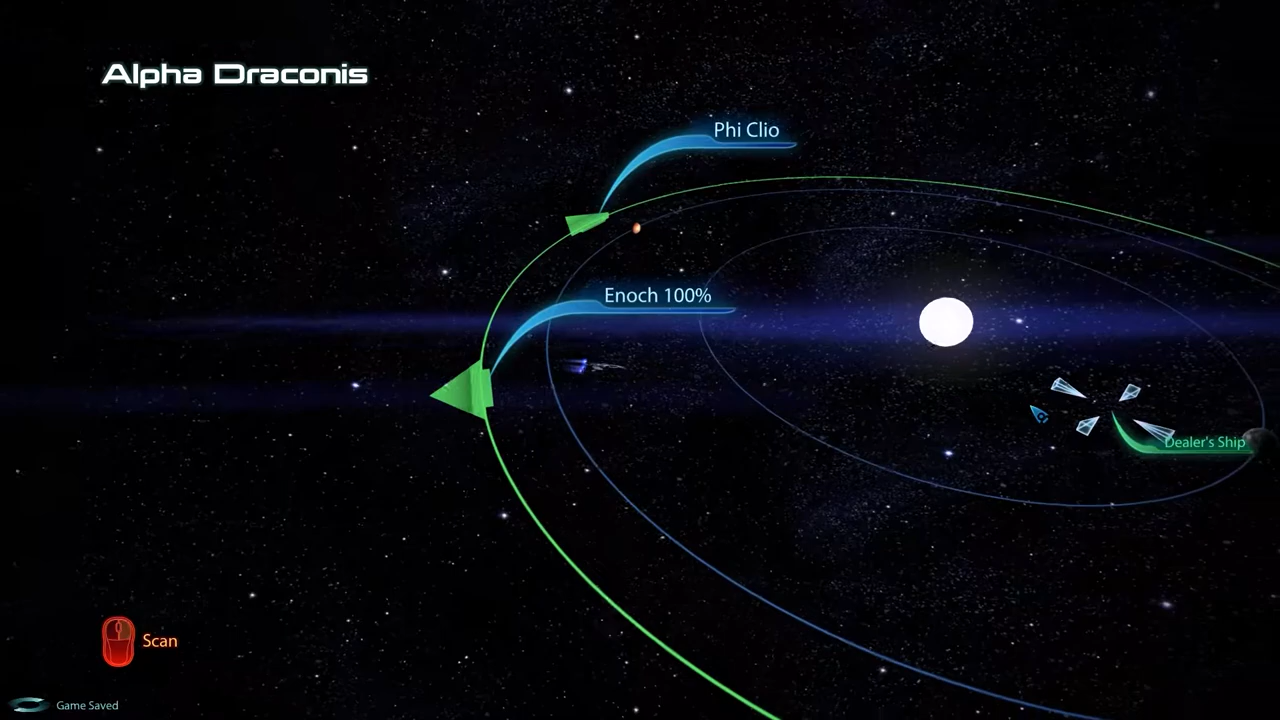 Alpha Draconis
Phi Clio
Enoch 100%
Dealer's Ship
Scan
Game Saved